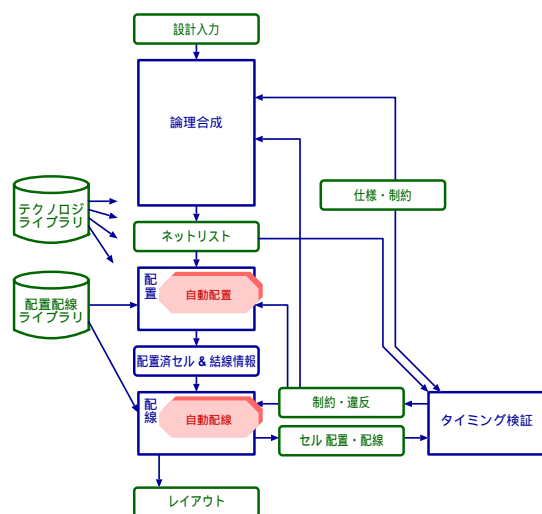 設計入力
論理合成
仕様・制約
テクノロジ
ライブラリ
ネットリスト
配
置
自動配置
配置配線
ライブラリ
配置済セル & 結線情報
配
線
自動配線
制約・違反
タイミング検証
セル 配置・配線
レイアウト